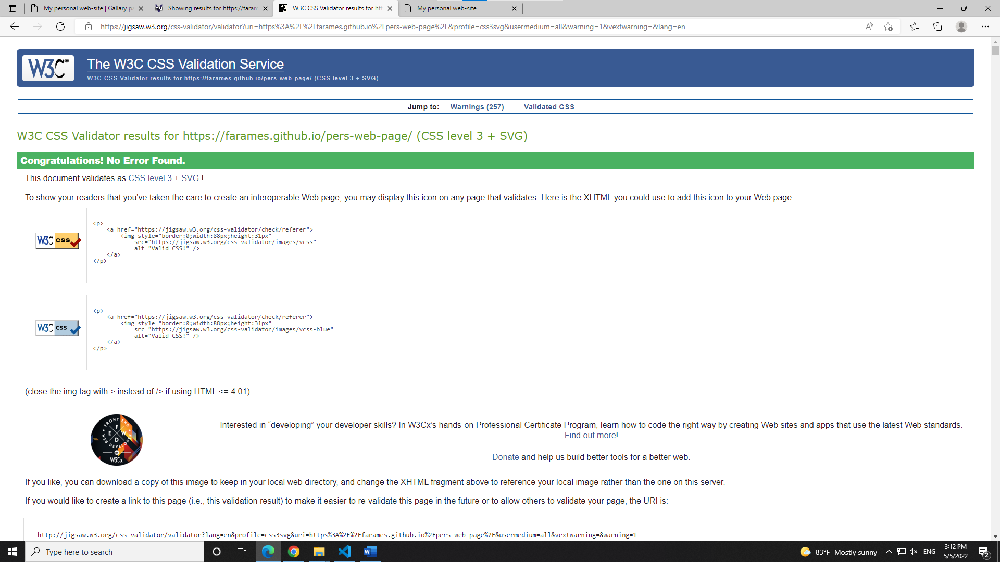 My personal web-site | Gallary pa
Showing results for https://faram
W3C CSS Validator results for htt
My personal web-site
https://jigsaw.w3.org/css-validator/validator?uri=https%3A%2F%2Ffarames.github.io%2Fpers-web-page%2F&profile=css3svg&usermedium=all&warning=1&vextwarning=&lang=en
W3C®
The W3C CSS Validation Service
W3C CSS Validator results for https://farames.github.io/pers-web-page/ (CSS level 3 + SVG)
Jump to: Warnings (257) Validated CSS
W3C CSS Validator results for https://farames.github.io/pers-web-page/ (CSS level 3 + SVG)
Congratulations! No Error Found.
This document validates as CSS level 3 + SVG !
To show your readers that you've taken the care to create an interoperable Web page, you may display this icon on any page that validates. Here is the XHTML you could use to add this icon to your Web page:
W3C css
<p>
<a href="https://jigsaw.w3.org/css-validator/check/referer">
<img style="border:0;width:88px;height:31px"
src="https://jigsaw.w3.org/css-validator/images/vcss"
alt="Valid CSS!" />
</a>
</p>
W3C css
<p>
<a href="https://jigsaw.w3.org/css-validator/check/referer">
<img style="border:0;width:88px;height:31px"
src="https://jigsaw.w3.org/css-validator/images/vcss-blue"
alt="Valid CSS!" />
</a>
</p>
(close the img tag with > instead of /> if using HTML <= 4.01)
FRONT END
F
E W
D
WEB DEVELOPER
W3Cx
Interested in “developing” your developer skills? In W3Cx’s hands-on Professional Certificate Program, learn how to code the right way by creating Web sites and apps that use the latest Web standards.
Find out more!
Donate and help us build better tools for a better web.
If you like, you can download a copy of this image to keep in your local web directory, and change the XHTML fragment above to reference your local image rather than the one on this server.
If you would like to create a link to this page (i.e., this validation result) to make it easier to re-validate this page in the future or to allow others to validate your page, the URI is:
http://jigsaw.w3.org/css-validator/validator?lang=en&profile=css3svg&uri=https%3A%2F%2Ffarames.github.io%2Fpers-web-page%2F&usermedium=all&vextwarning=&warning=1
Type here to search
83°F Mostly sunny
ENG
3:12 PM
5/5/2022
2